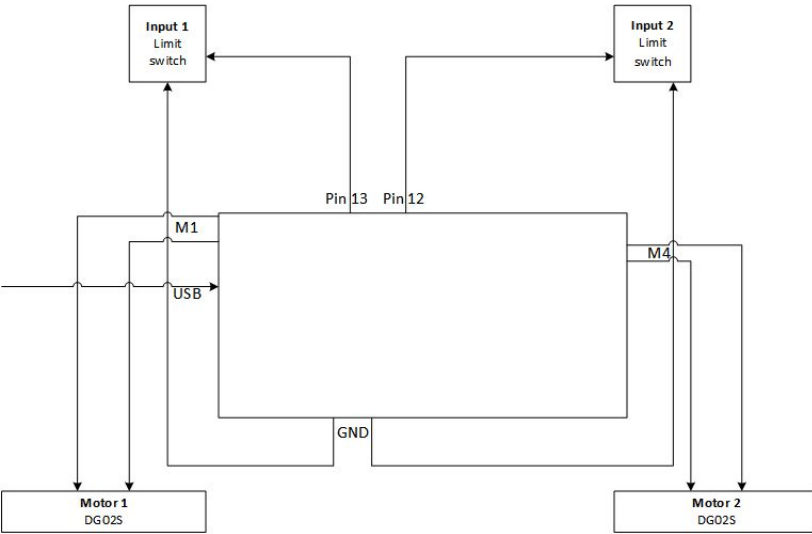 Input 1
Limit
switch
Input 2
Limit
switch
Pin 13
Pin 12
M1
M4
USB
GND
Motor 1
DG02S
Motor 2
DG02S